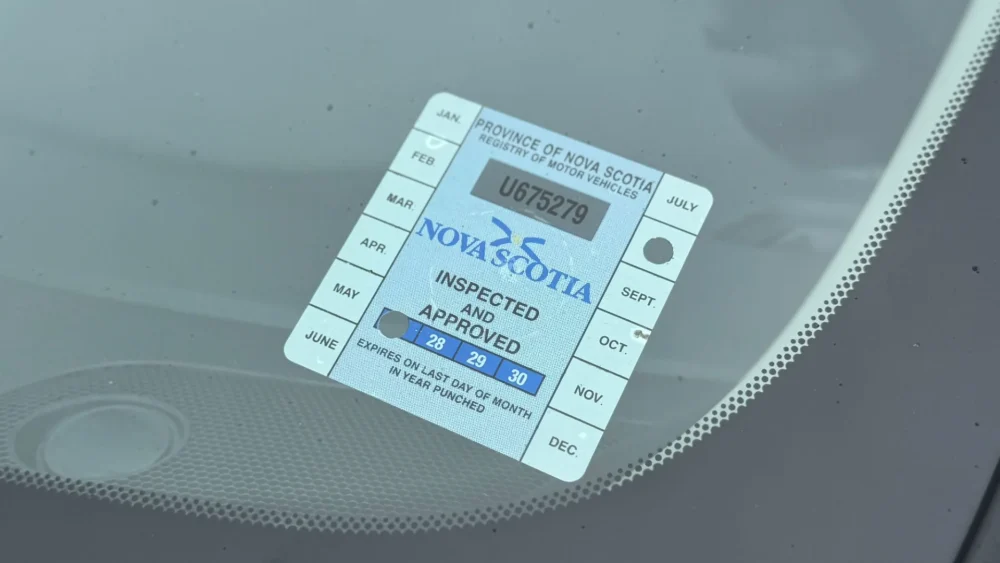 JAN.
FEB
MAR.
APR.
MAY
JUNE
PROVINCE OF NOVA SCOTIA
REGISTRY OF MOTOR VEHICLES
U675279
NOVA SCOTIA
INSPECTED
AND
APPROVED
28 29 30
EXPIRES ON LAST DAY OF MONTH
IN YEAR PUNCHED
JULY
SEPT.
OCT.
NOV.
DEC.